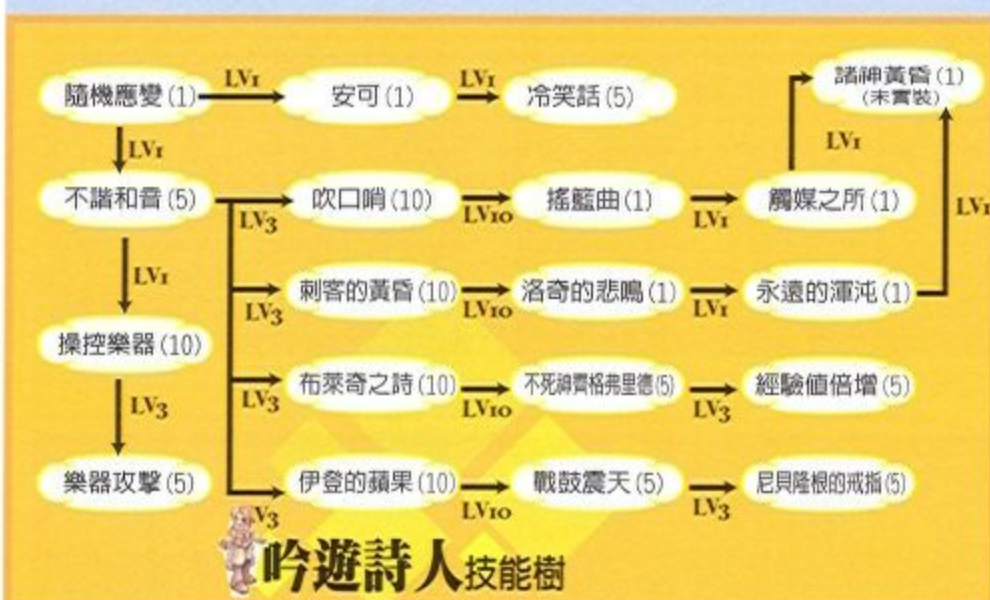 隨機應變(1) LV1 安可(1) LV1 冷笑話(5)
諸神黃昏(1)
(未實裝)
LV1
LV1
不諧和音(5) LV3 吹口哨(10) LV10 搖籃曲(1) LV1 觸媒之所(1)
LV1
LV1
LV3 刺客的黃昏(10) LV10 洛奇的悲鳴(1) LV1 永遠的渾沌(1)
操控樂器(10)
LV3
LV3 布萊奇之詩(10) LV10 不死神齊格弗里德(5) LV3 經驗值倍增(5)
樂器攻擊(5) V3 伊登的蘋果(10) LV10 戰鼓震天(5) LV3 尼貝隆根的戒指(5)
吟遊詩人技能樹